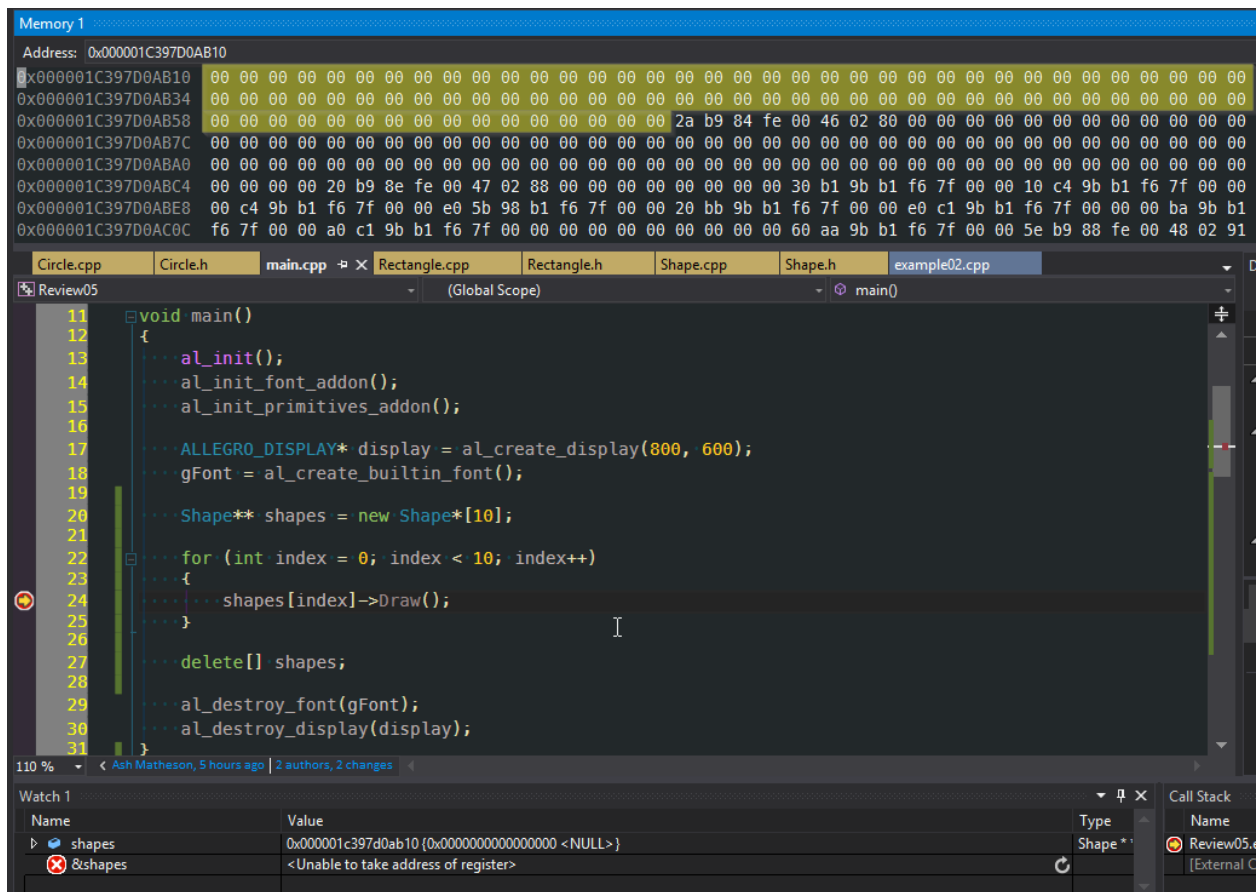 Memory 1
Address: 0x000001C397D0AB10
0x000001C397D0AB10 00 00 00 00 00 00 00 00 00 00 00 00 00 00 00 00 00 00 00 00 00 00 00 00 00 00 00 00 00 00 00 00 00 00 00 00
0x000001C397D0AB34 00 00 00 00 00 00 00 00 00 00 00 00 00 00 00 00 00 00 00 00 00 00 00 00 00 00 00 00 00 00 00 00 00 00 00 00
0x000001C397D0AB58 00 00 00 00 00 00 00 00 00 00 00 00 00 00 00 00 2a b9 84 fe 00 46 02 80 00 00 00 00 00 00 00 00 00 00 00 00
0x000001C397D0AB7C 00 00 00 00 00 00 00 00 00 00 00 00 00 00 00 00 00 00 00 00 00 00 00 00 00 00 00 00 00 00 00 00 00 00 00 00
0x000001C397D0ABA0 00 00 00 00 00 00 00 00 00 00 00 00 00 00 00 00 00 00 00 00 00 00 00 00 00 00 00 00 00 00 00 00 00 00 00 00
0x000001C397D0ABC4 00 00 00 00 20 b9 8e fe 00 47 02 88 00 00 00 00 00 00 00 00 30 b1 9b b1 f6 7f 00 00 10 c4 9b b1 f6 7f 00 00
0x000001C397D0ABE8 00 c4 9b b1 f6 7f 00 00 e0 5b 98 b1 f6 7f 00 00 20 bb 9b b1 f6 7f 00 00 e0 c1 9b b1 f6 7f 00 00 00 ba 9b b1
0x000001C397D0AC0C f6 7f 00 00 a0 c1 9b b1 f6 7f 00 00 00 00 00 00 00 00 00 00 60 aa 9b b1 f6 7f 00 00 5e b9 88 fe 00 48 02 91
Circle.cpp Circle.h main.cpp Rectangle.cpp Rectangle.h Shape.cpp Shape.h example02.cpp
Review05 (Global Scope) main()
11 void main()
12 {
13 al_init();
14 al_init_font_addon();
15 al_init_primitives_addon();
16
17 ALLEGRO_DISPLAY* display = al_create_display(800, 600);
18 gFont = al_create_builtin_font();
19
20 Shape** shapes = new Shape*[10];
21
22 for (int index = 0; index < 10; index++)
23 {
24 shapes[index]->Draw();
25 }
26
27 delete[] shapes;
28
29 al_destroy_font(gFont);
30 al_destroy_display(display);
31 }
110 % Ash Matheson, 5 hours ago | 2 authors, 2 changes
Watch 1 Call Stack
Name Value Type Name
shapes 0x000001c397d0ab10 {0x0000000000000000 <NULL>} Shape * Review05.e
&shapes <Unable to take address of register> [External C